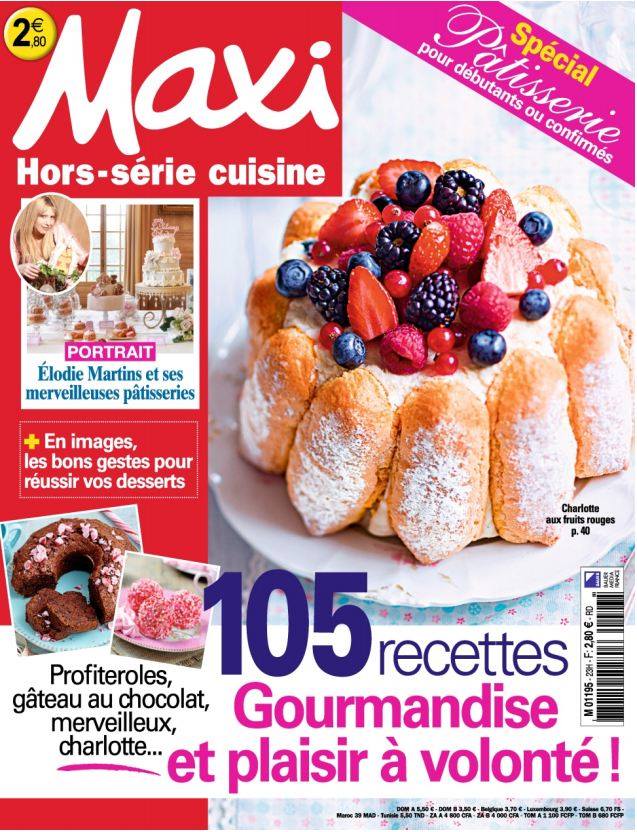 2€,80
Maxi
Hors-série cuisine
Spécial
Pâtisserie
pour débutants ou confirmés
PORTRAIT
Élodie Martins et ses
merveilleuses pâtisseries
+ En images,
les bons gestes pour
réussir vos desserts
Charlotte
aux fruits rouges
p. 40
105 recettes
Gourmandise
et plaisir à volonté !
Profiteroles,
gâteau au chocolat,
merveilleux,
charlotte...
BAUER
MEDIA
FRANCE
M 01195 - 23H - F: 2,80 € - RD
DOM A 5,50 € - DOM B 3,50 € - Belgique 3,70 € - Luxembourg 3,90 € - Suisse 6,70 FS -
Maroc 39 MAD - Tunisie 5,50 TND - ZA A 4 800 CFA - ZA B 4 000 CFA - TOM A 1 100 FCFP - TOM B 680 FCFP